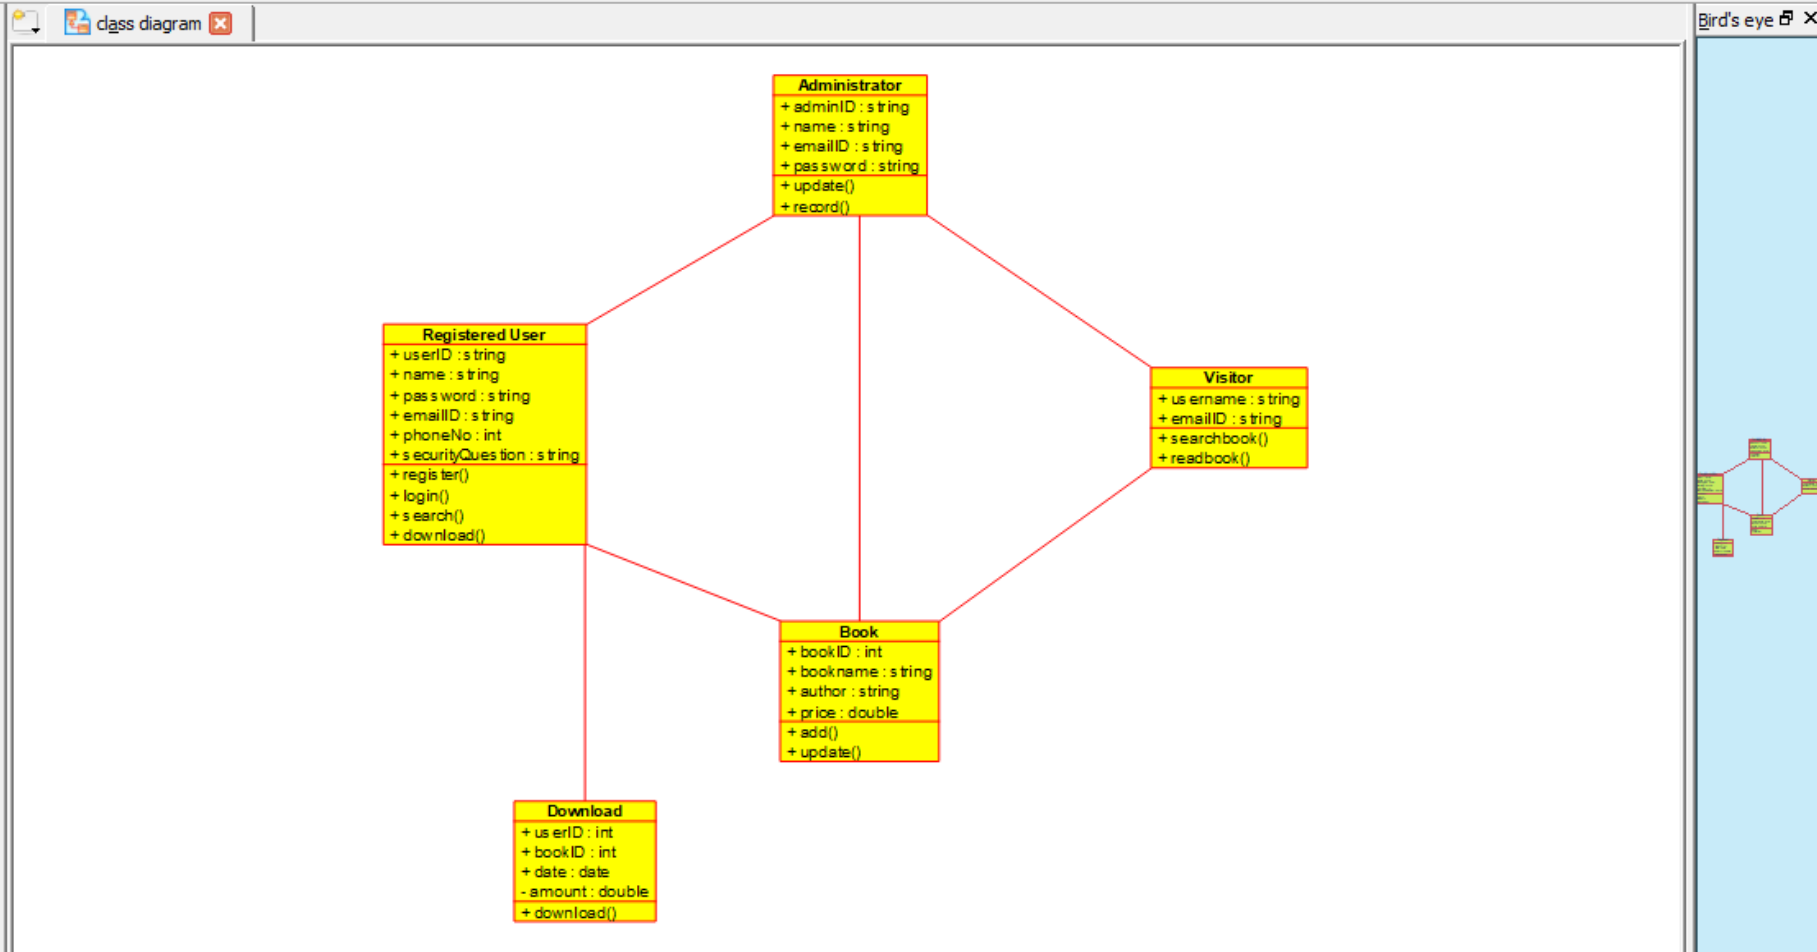 class diagram
Bird's eye
Administrator
+ adminID : string
+ name : string
+ emailID : string
+ password : string
+ update()
+ record()
Registered User
+ userID : string
+ name : string
+ password : string
+ emailID : string
+ phoneNo : int
+ securityQuestion : string
+ register()
+ login()
+ search()
+ download()
Visitor
+ username : string
+ emailID : string
+ searchbook()
+ readbook()
Book
+ bookID : int
+ bookname : string
+ author : string
+ price : double
+ add()
+ update()
Download
+ userID : int
+ bookID : int
+ date : date
- amount : double
+ download()